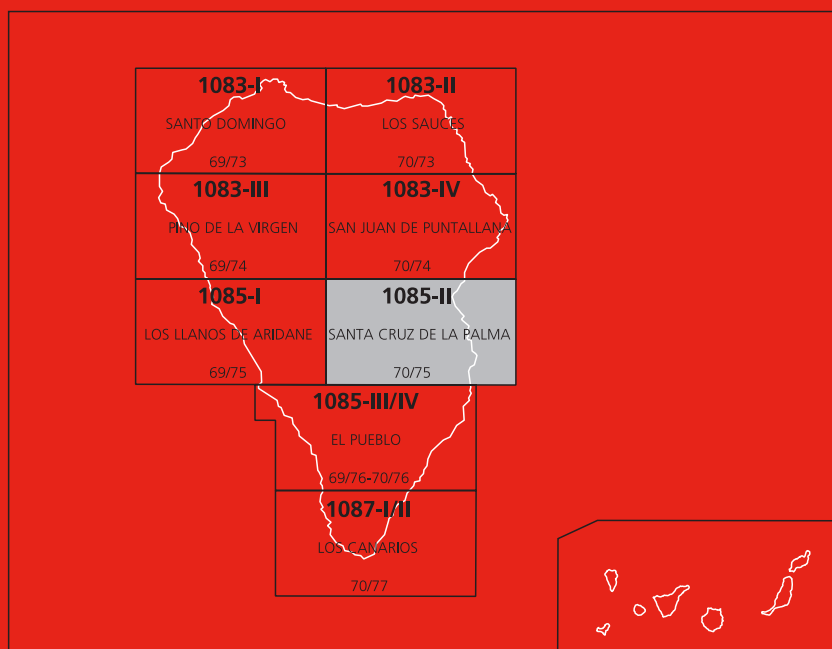 1083-I
SANTO DOMINGO
69/73
1083-II
LOS SAUCES
70/73
1083-III
PINO DE LA VIRGEN
69/74
1083-IV
SAN JUAN DE PUNTALLANA
70/74
1085-I
LOS LLANOS DE ARIDANE
69/75
1085-II
SANTA CRUZ DE LA PALMA
70/75
1085-III/IV
EL PUEBLO
69/76-70/76
1087-I/II
LOS CANARIOS
70/77